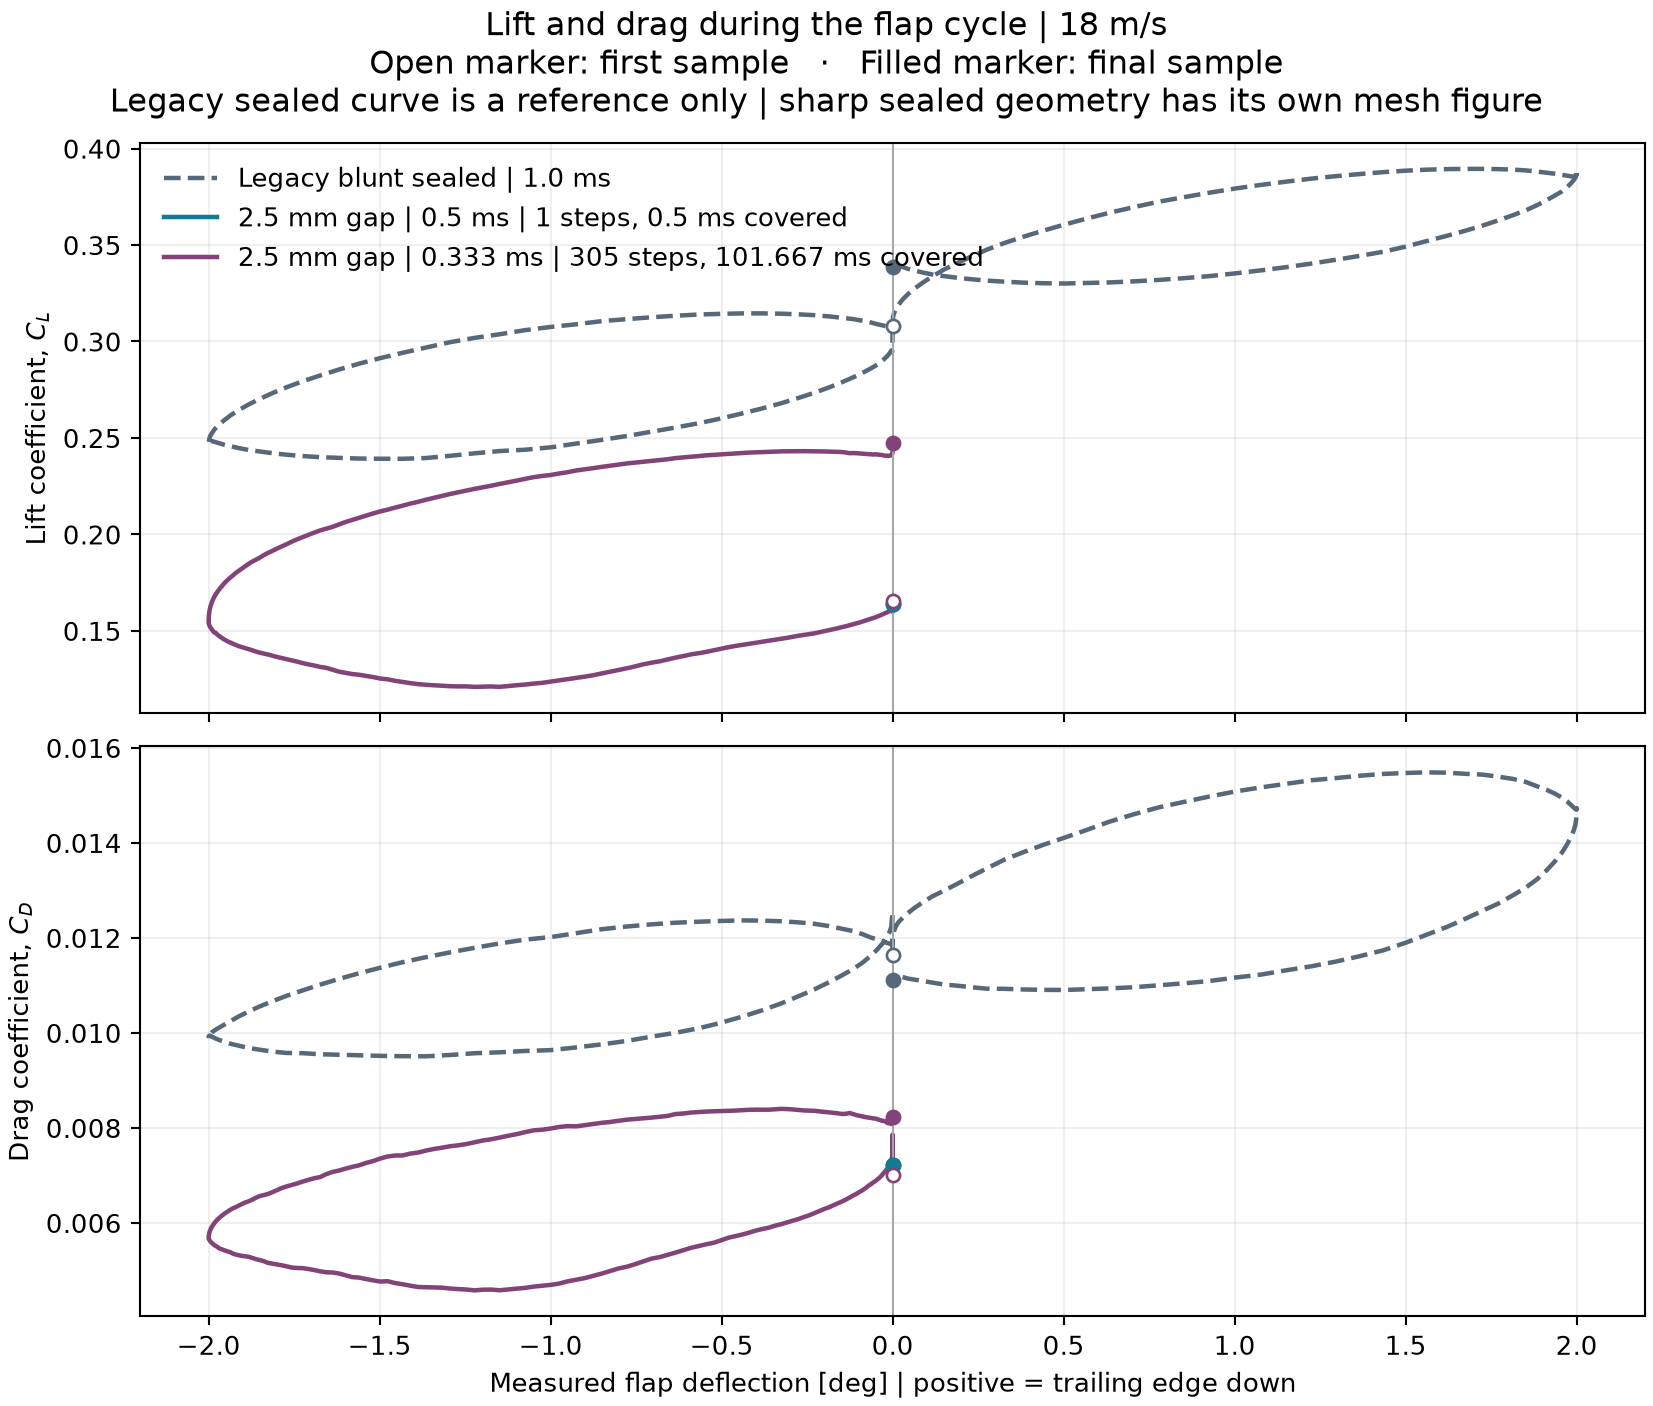 Lift and drag during the flap cycle | 18 m/s
Open marker: first sample · Filled marker: final sample
Legacy sealed curve is a reference only | sharp sealed geometry has its own mesh figure
0.40
0.35
0.30
0.25
0.20
0.15
Lift coefficient, C_L
Legacy blunt sealed | 1.0 ms
2.5 mm gap | 0.5 ms | 1 steps, 0.5 ms covered
2.5 mm gap | 0.333 ms | 305 steps, 101.667 ms covered
0.016
0.014
0.012
0.010
0.008
0.006
Drag coefficient, C_D
−2.0 −1.5 −1.0 −0.5 0.0 0.5 1.0 1.5 2.0
Measured flap deflection [deg] | positive = trailing edge down